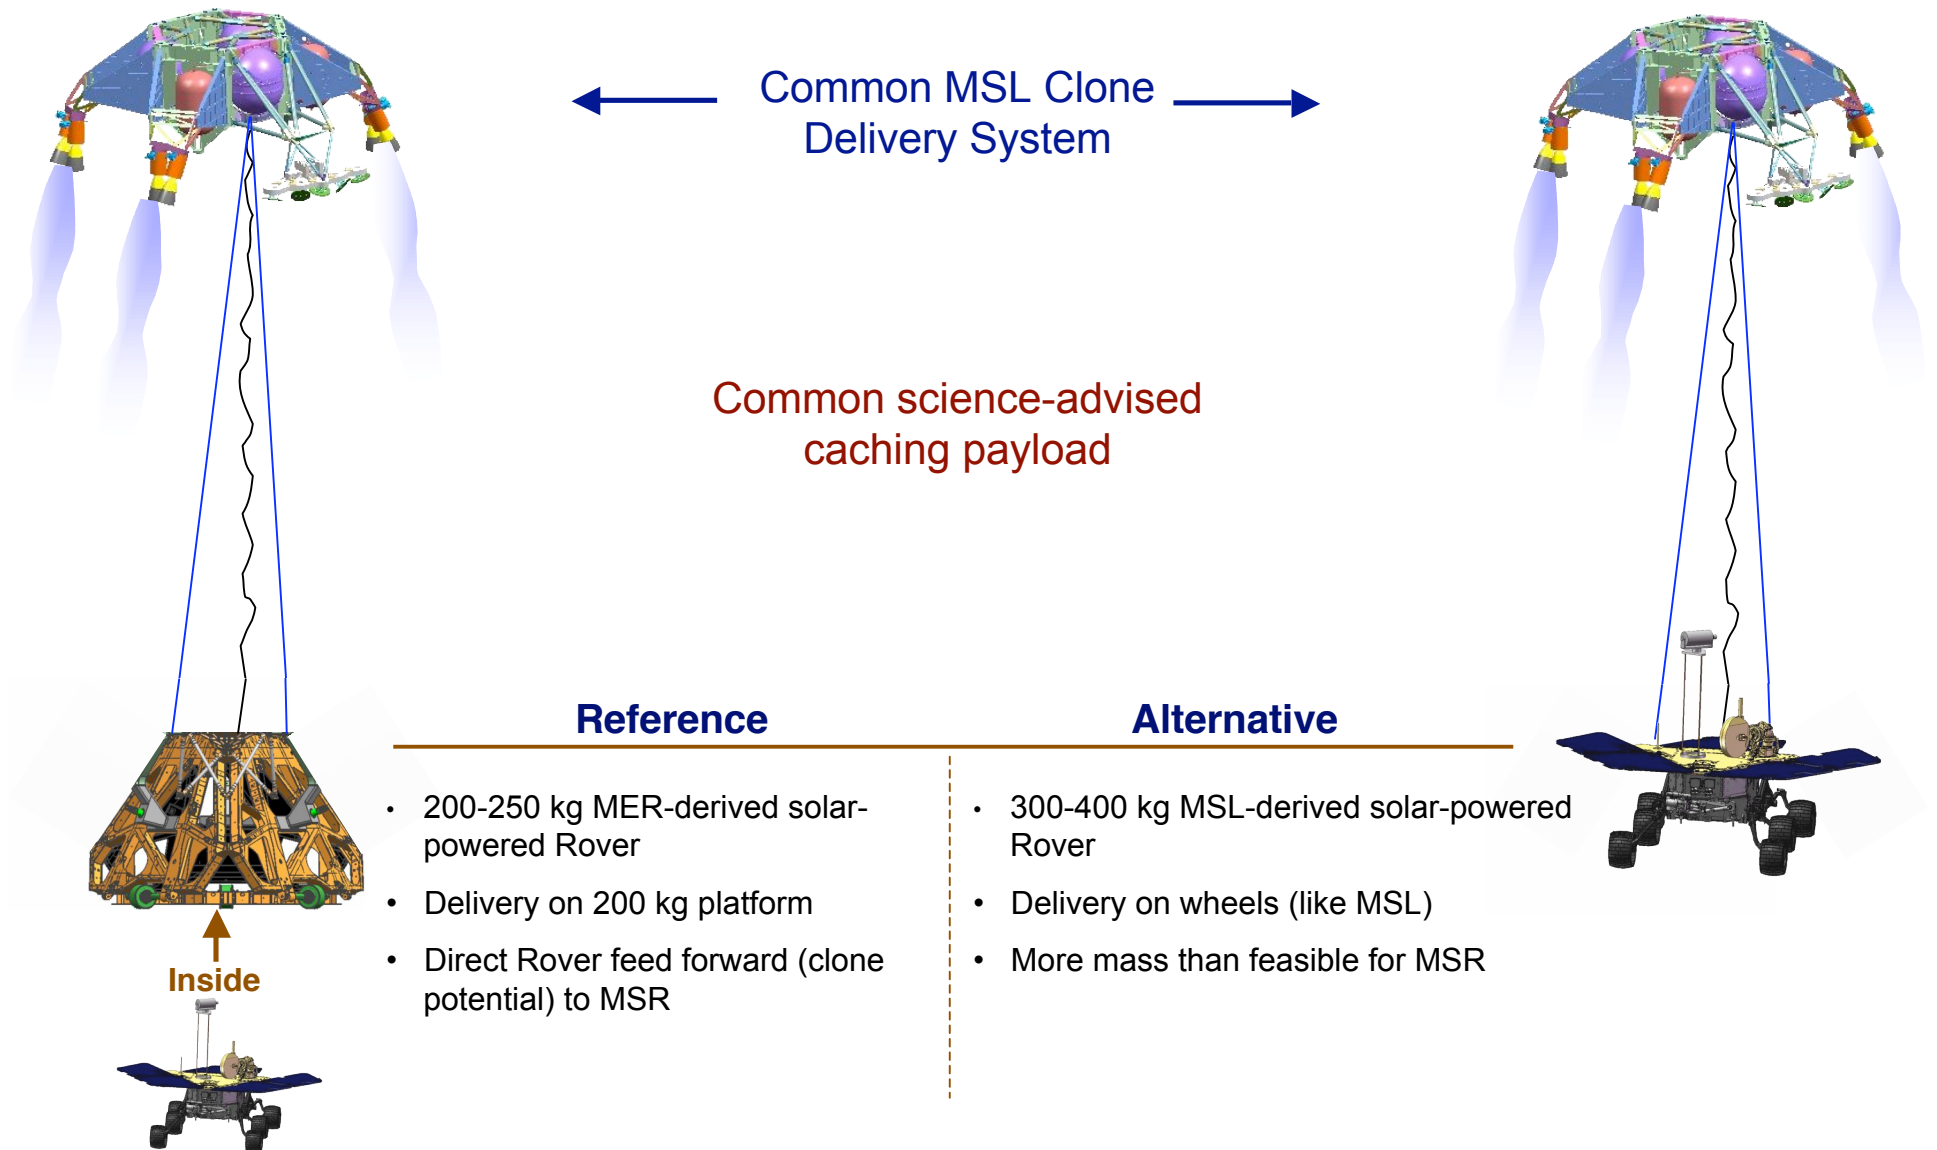 Common MSL Clone
Delivery System
Common science-advised
caching payload
Reference
• 200-250 kg MER-derived solar-
powered Rover
• Delivery on 200 kg platform
• Direct Rover feed forward (clone
potential) to MSR
Alternative
• 300-400 kg MSL-derived solar-powered
Rover
• Delivery on wheels (like MSL)
• More mass than feasible for MSR
Inside